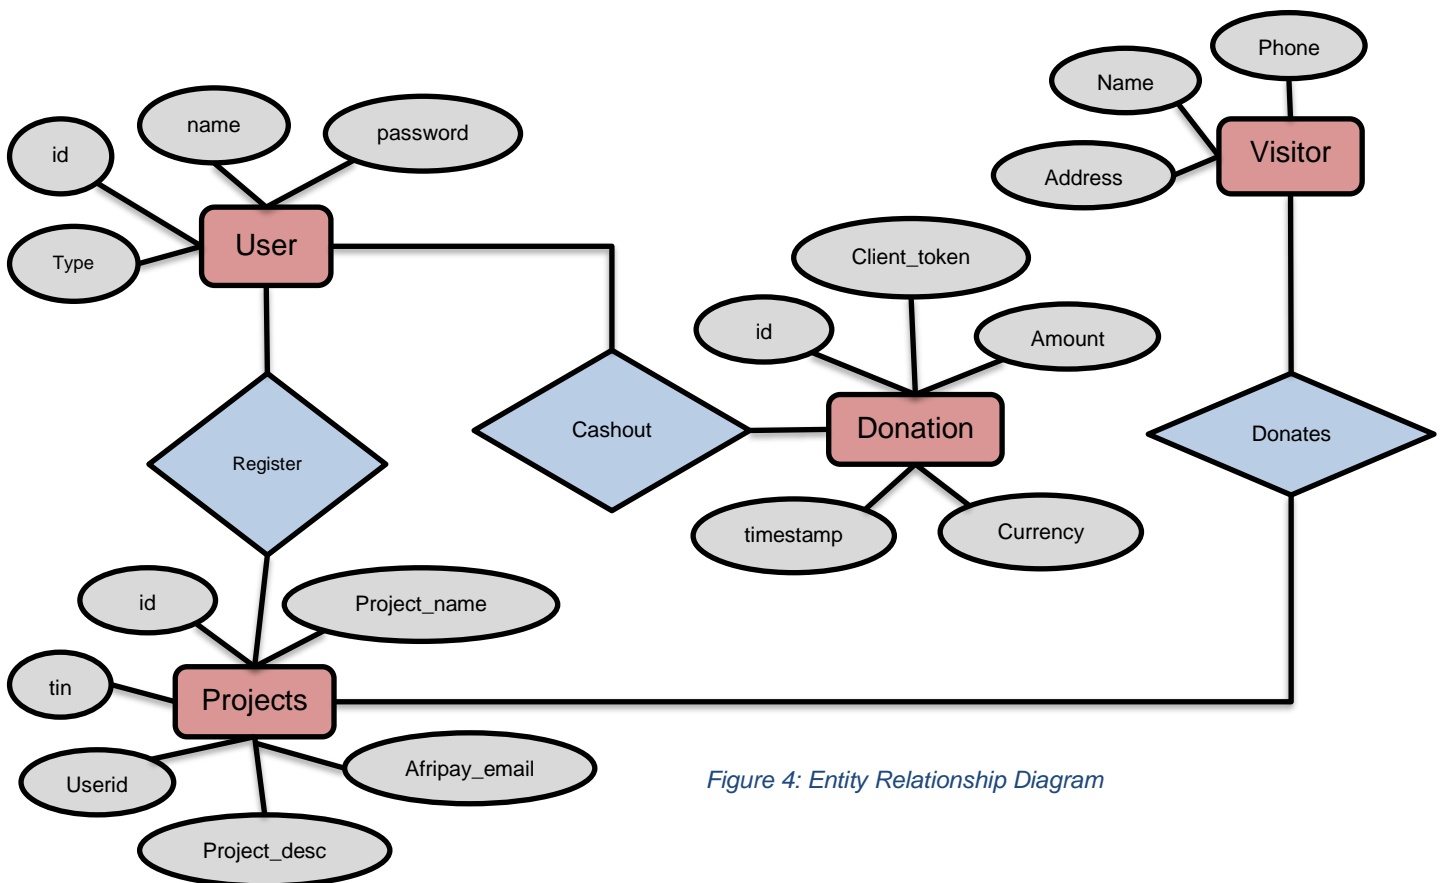 Phone
Name
name
password
id
Visitor
Address
User
Type
Client_token
id
Amount
Donation
Cashout
Donates
Register
timestamp
Currency
id
Project_name
tin
Projects
Userid
Afripay_email
Figure 4: Entity Relationship Diagram
Project_desc